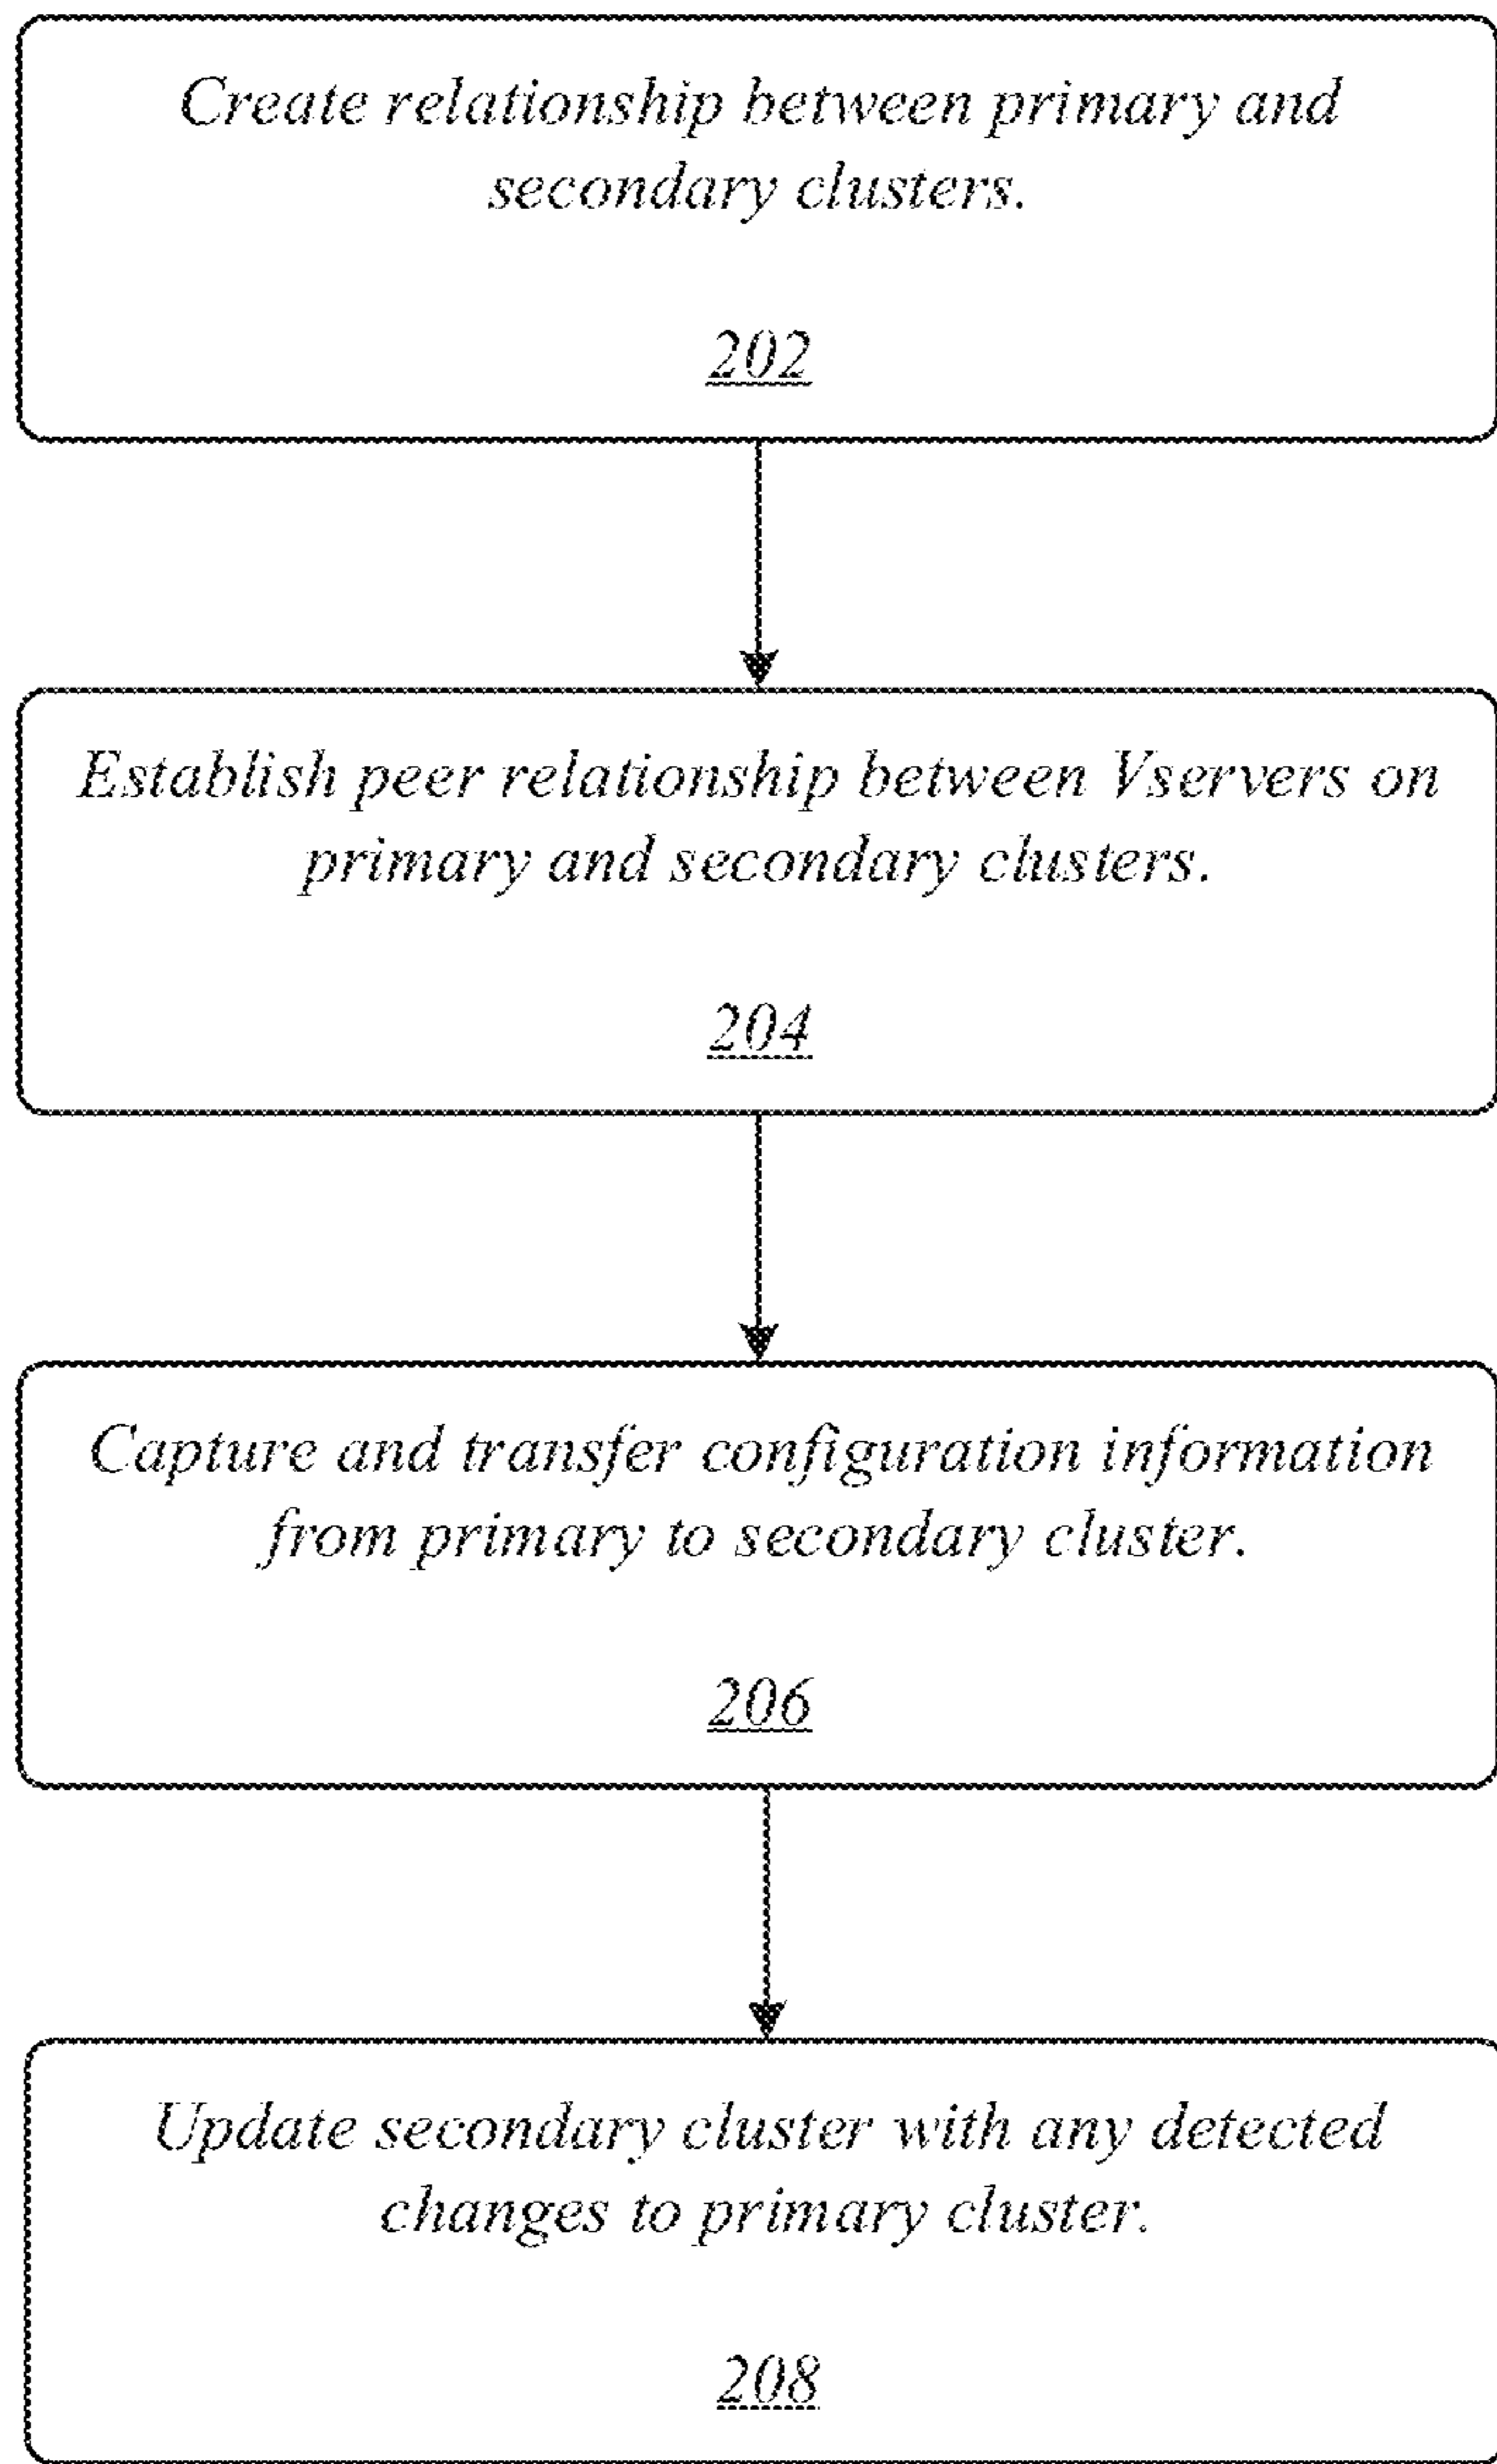 Create relationship between primary and
secondary clusters.
202
Establish peer relationship between Vservers on
primary and secondary clusters.
204
Capture and transfer configuration information
from primary to secondary cluster.
206
Update secondary cluster with any detected
changes to primary cluster.
208